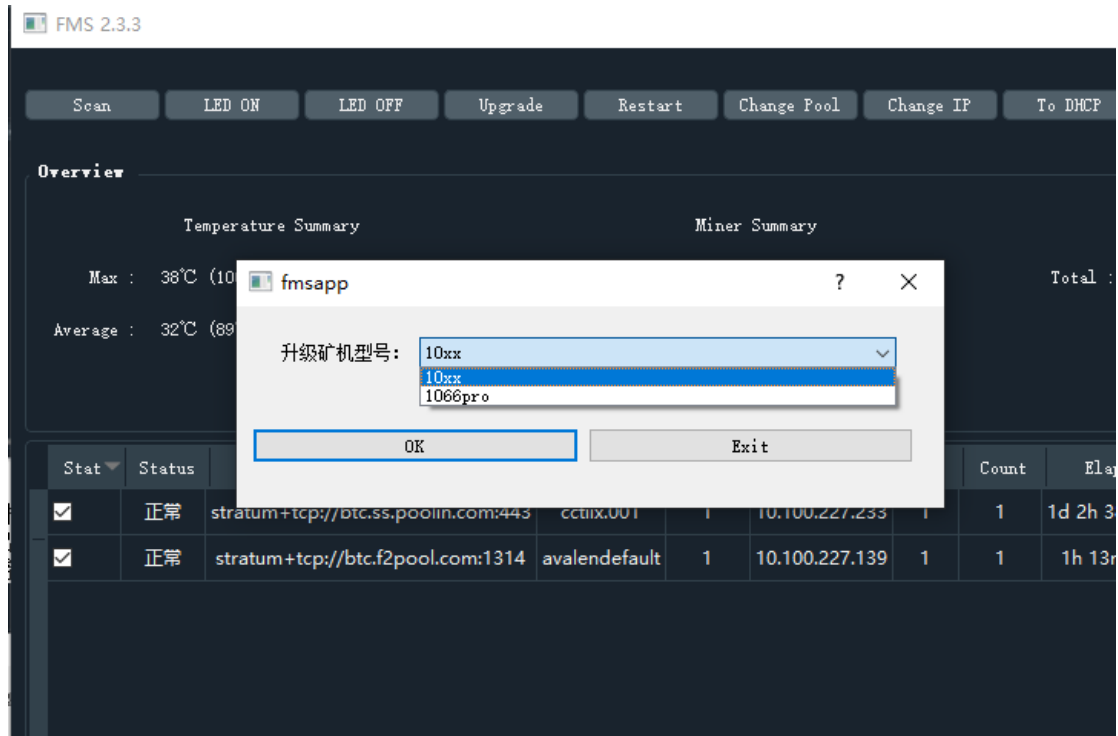 FMS 2.3.3
Scan LED ON LED OFF Upgrade Restart Change Pool Change IP To DHCP
Overview
Temperature Summary Miner Summary
Max : 38℃ Total :
fmsapp ? ×
Average : 32℃ (89
升级矿机型号： 10xx
10xx
1066pro
OK Exit
Stat Status Count
正常 stratum+tcp://btc.ss.poolin.com:443 1 10.100.227.233 1 1 1d 2h
正常 stratum+tcp://btc.f2pool.com:1314 avalendefault 1 10.100.227.139 1 1 1h